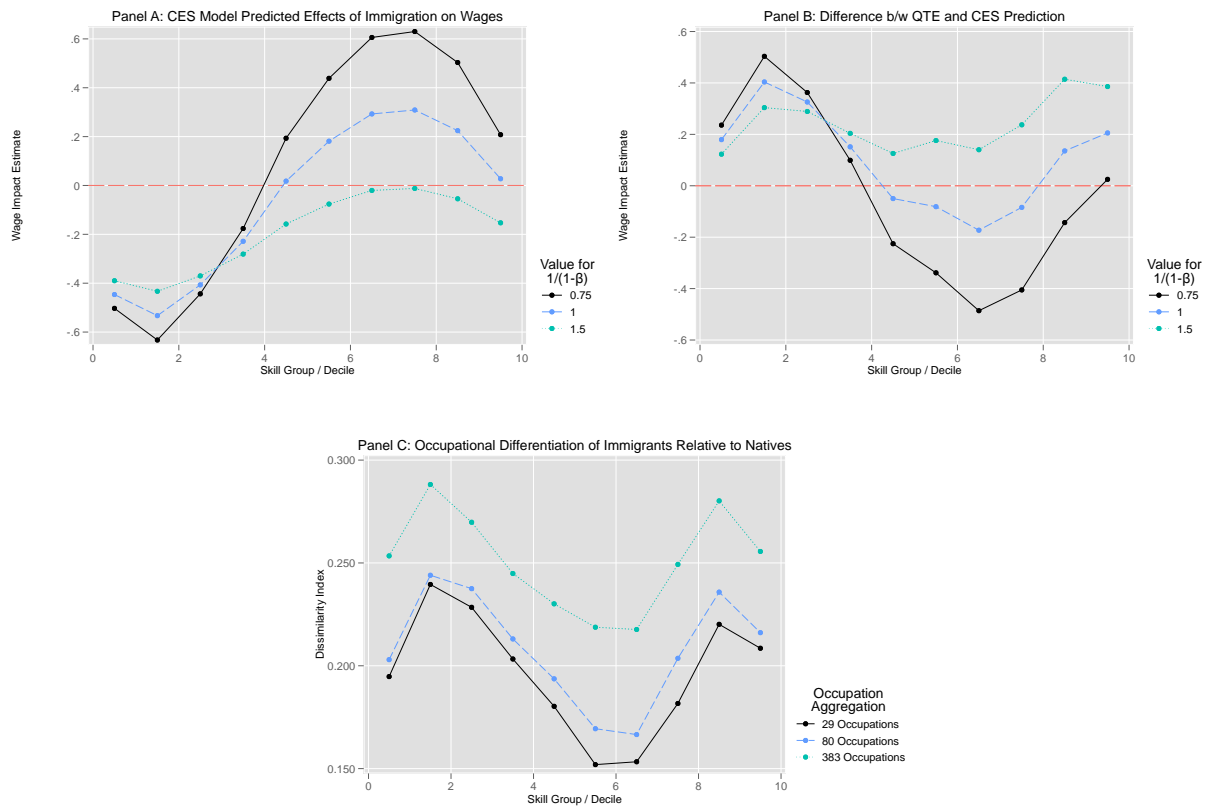 Panel A: CES Model Predicted Effects of Immigration on Wages
Wage Impact Estimate
.6
.4
.2
0
-.2
-.4
-.6
0 2 4 6 8 10
Skill Group / Decile
Value for
1/(1-β)
0.75
1
1.5
Panel B: Difference b/w QTE and CES Prediction
Wage Impact Estimate
.6
.4
.2
0
-.2
-.4
-.6
0 2 4 6 8 10
Skill Group / Decile
Value for
1/(1-β)
0.75
1
1.5
Panel C: Occupational Differentiation of Immigrants Relative to Natives
Dissimilarity Index
0.300
0.250
0.200
0.150
0 2 4 6 8 10
Skill Group / Decile
Occupation
Aggregation
29 Occupations
80 Occupations
383 Occupations